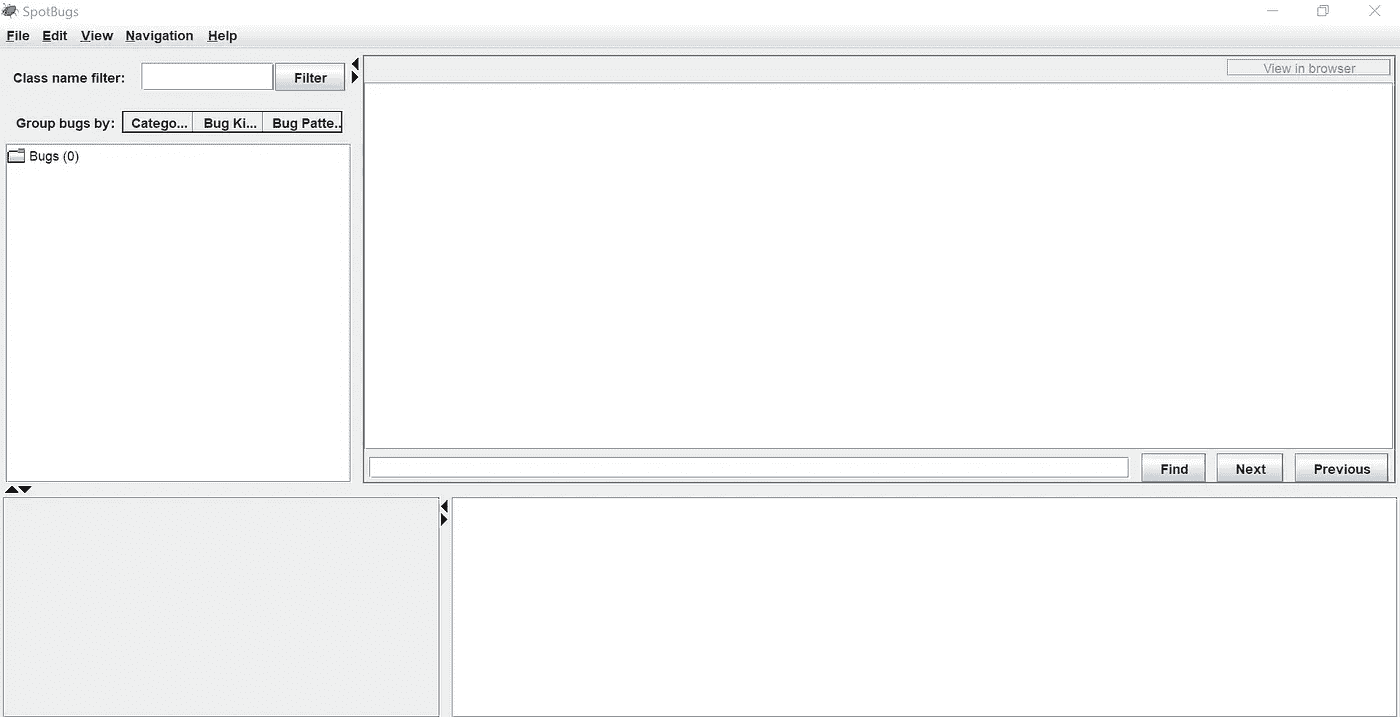 SpotBugs
File Edit View Navigation Help
Class name filter: Filter
View in browser
Group bugs by: Catego... Bug Ki... Bug Patte..
Bugs (0)
Find Next Previous